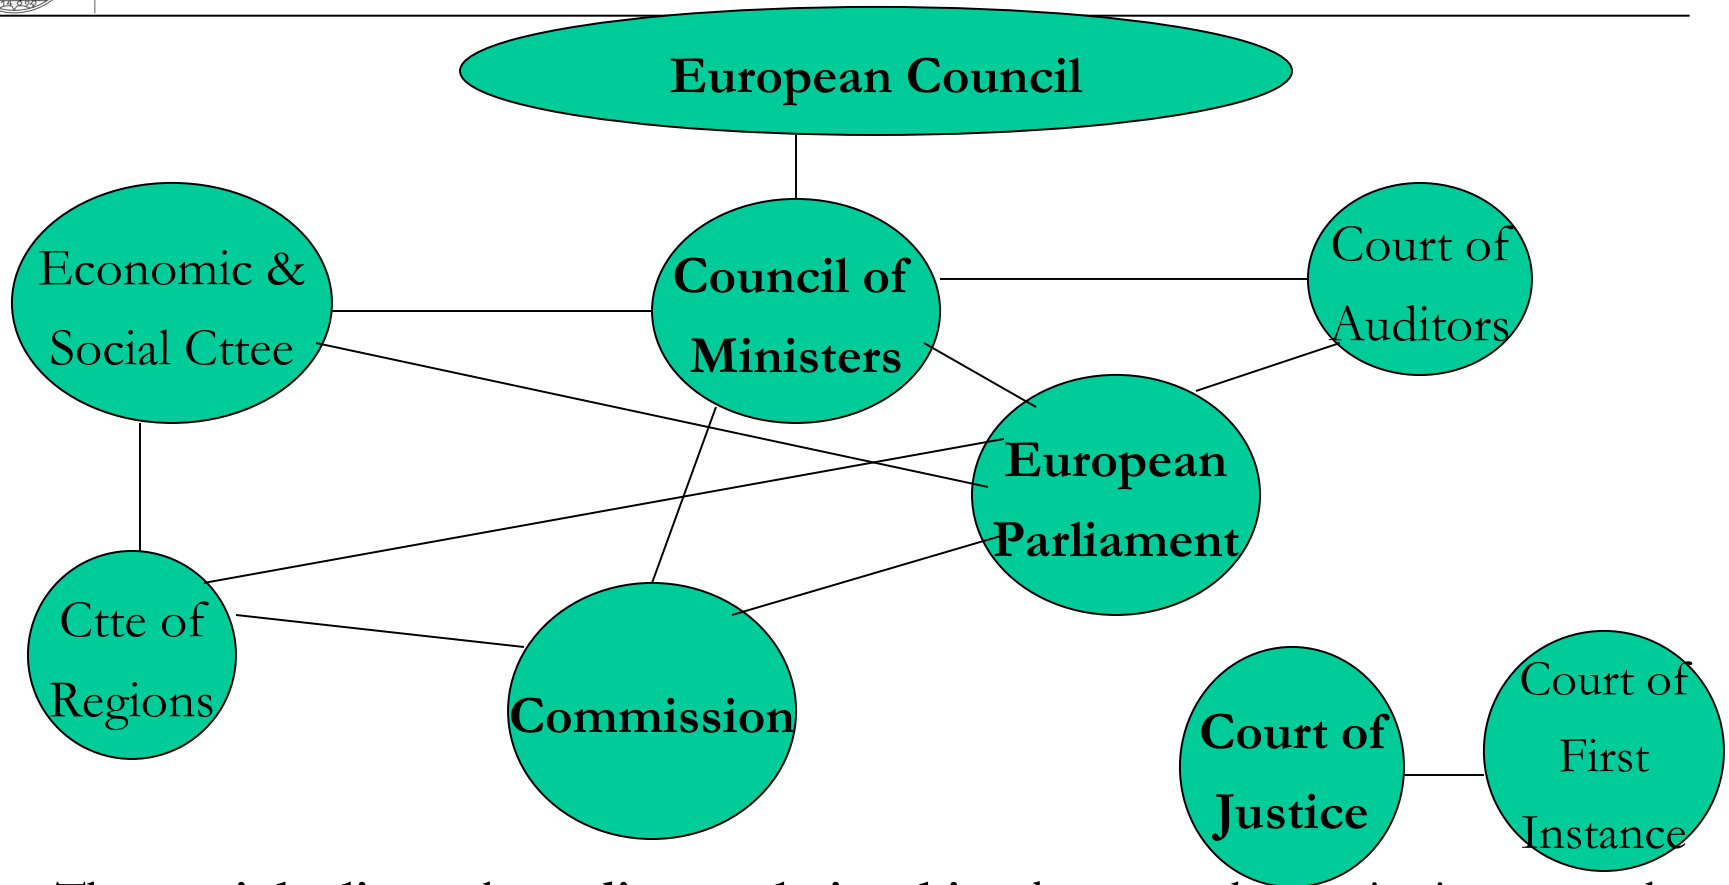 European Council
Economic &
Social Cttee
Council of
Ministers
Court of
Auditors
European
Parliament
Ctte of
Regions
Commission
Court of
Justice
Court of
First
Instance